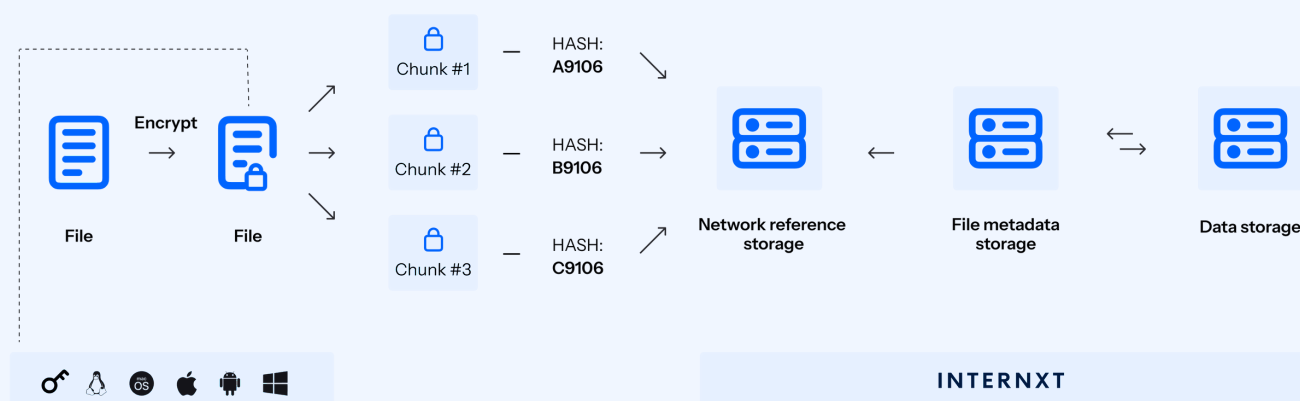 Encrypt
File
File
Chunk #1
HASH:
A9106
Chunk #2
HASH:
B9106
Chunk #3
HASH:
C9106
Network reference
storage
File metadata
storage
Data storage
macOS
INTERNXT